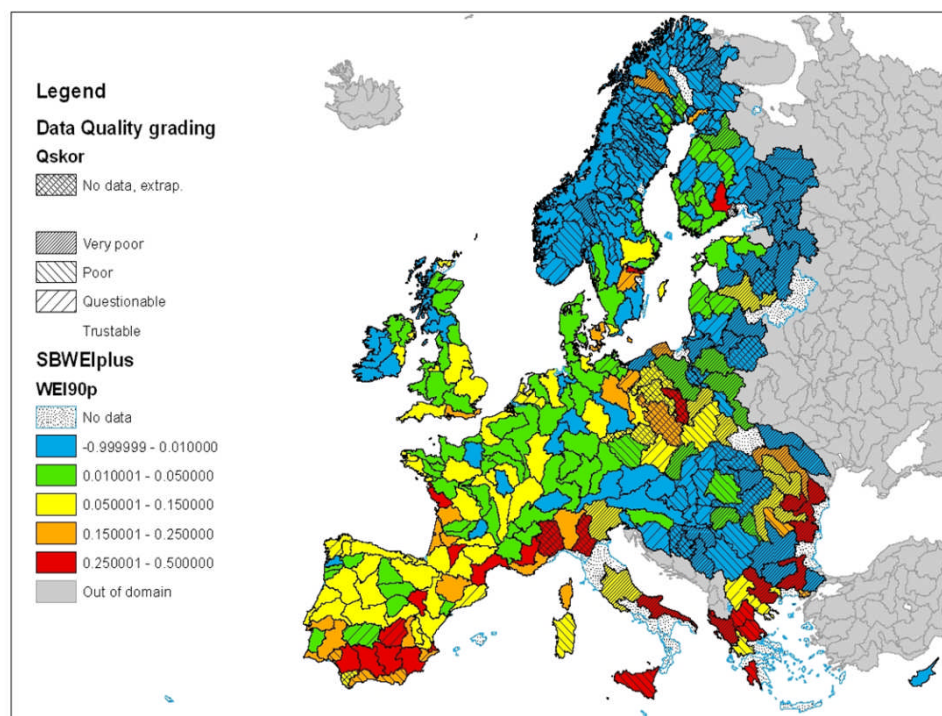 Legend
Data Quality grading
Qskor
No data, extrap.
Very poor
Poor
Questionable
Trustable
SBWEIplus
WEI90p
No data
-0.999999 - 0.010000
0.010001 - 0.050000
0.050001 - 0.150000
0.150001 - 0.250000
0.250001 - 0.500000
Out of domain